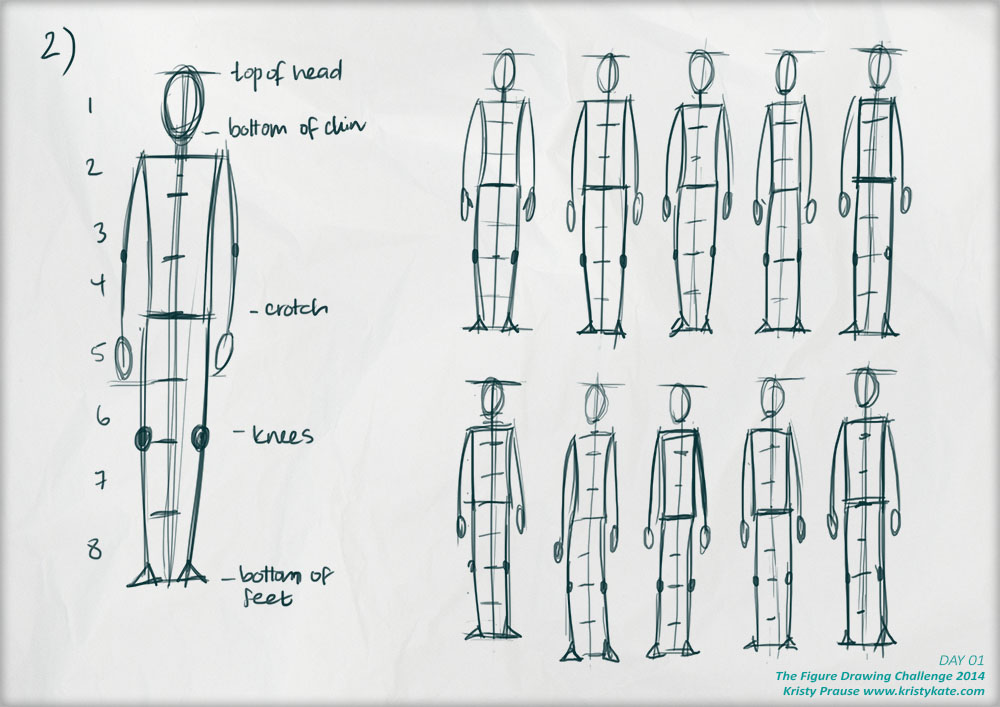 2)
top of head
1
- bottom of chin
2
3
4
- crotch
5
6
- knees
7
8
- bottom of
feet
DAY 01
The Figure Drawing Challenge 2014
Kristy Prause www.kristykate.com